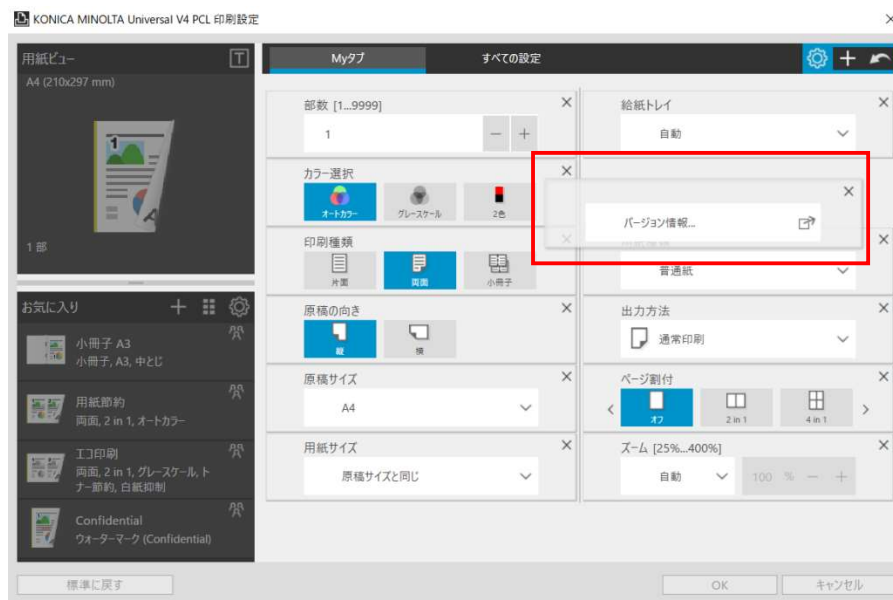 KONICA MINOLTA Universal V4 PCL 印刷設定
用紙ビュー
A4 (210x297 mm)
1
1 部
お気に入り
小冊子 A3
小冊子, A3, 中とじ
用紙節約
両面, 2 in 1, オートカラー
エコ印刷
両面, 2 in 1, グレースケール, ト
ナー節約, 白紙抑制
Confidential
ウォーターマーク (Confidential)
Myタブ
すべての設定
部数 [1...9999]
1
カラー選択
オートカラー
グレースケール
2色
印刷種類
片面
両面
小冊子
原稿の向き
縦
横
原稿サイズ
A4
用紙サイズ
原稿サイズと同じ
給紙トレイ
自動
バージョン情報...
普通紙
出力方法
通常印刷
ページ割付
オフ
2 in 1
4 in 1
ズーム [25%...400%]
自動
100 %
標準に戻す
OK
キャンセル